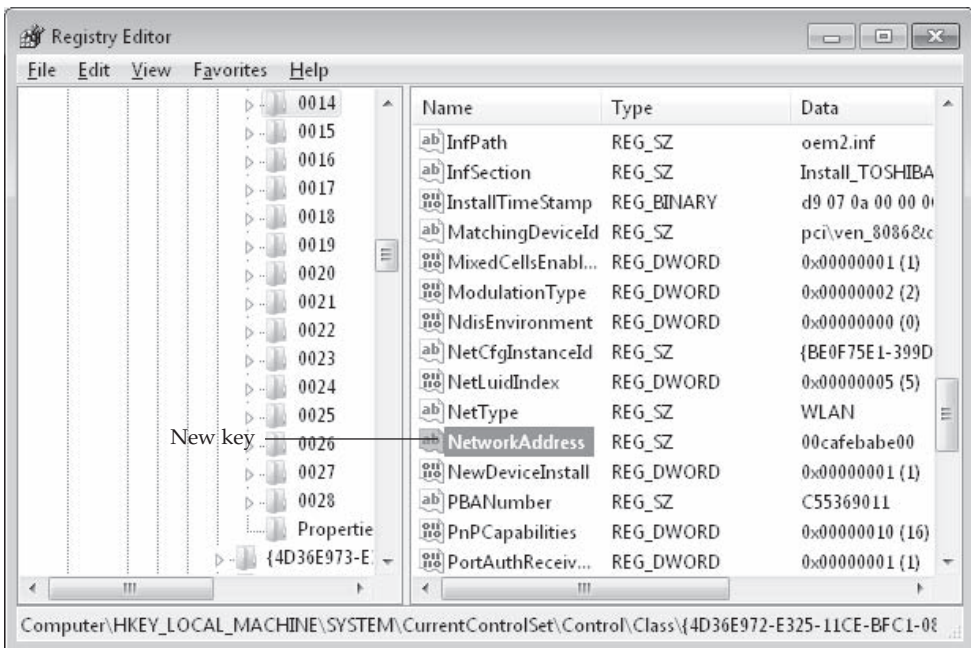 Registry Editor
File Edit View Favorites Help
0014
0015
0016
0017
0018
0019
0020
0021
0022
0023
0024
0025
0026
0027
0028
Propertie
{4D36E973-E
New key
Name Type Data
InfPath REG_SZ oem2.inf
InfSection REG_SZ Install_TOSHIBA
InstallTimeStamp REG_BINARY d9 07 0a 00 00 0
MatchingDeviceId REG_SZ pci\ven_8086&c
MixedCellsEnabl... REG_DWORD 0x00000001 (1)
ModulationType REG_DWORD 0x00000002 (2)
NdisEnvironment REG_DWORD 0x00000000 (0)
NetCfgInstanceId REG_SZ {BE0F75E1-399D
NetLuidIndex REG_DWORD 0x00000005 (5)
NetType REG_SZ WLAN
NetworkAddress REG_SZ 00cafebabe00
NewDeviceInstall REG_DWORD 0x00000001 (1)
PBANumber REG_SZ C55369011
PnPCapabilities REG_DWORD 0x00000010 (16)
PortAuthReceiv... REG_DWORD 0x00000001 (1)
Computer\HKEY_LOCAL_MACHINE\SYSTEM\CurrentControlSet\Control\Class\{4D36E972-E325-11CE-BFC1-08